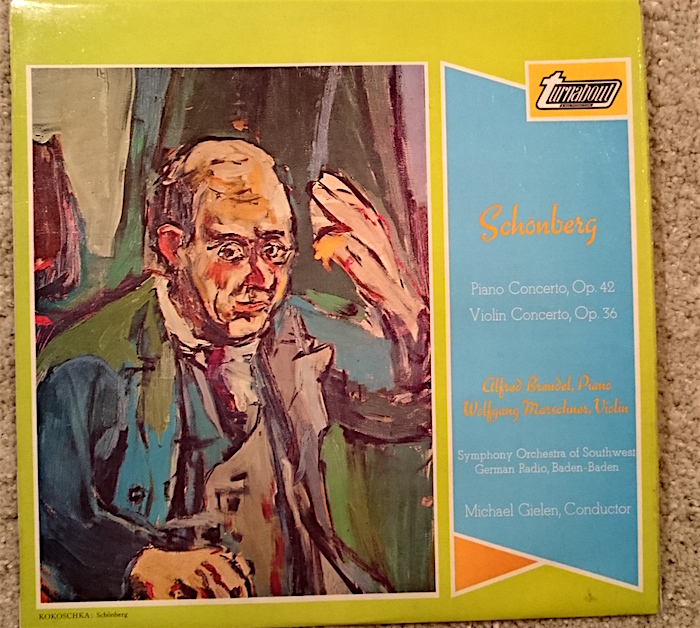 turnabout
Schönberg
Piano Concerto, Op. 42
Violin Concerto, Op. 36
Alfred Brendel, Piano
Wolfgang Marschner, Violin
Symphony Orchestra of Southwest
German Radio, Baden-Baden
Michael Gielen, Conductor
KOKOSCHKA: Schönberg